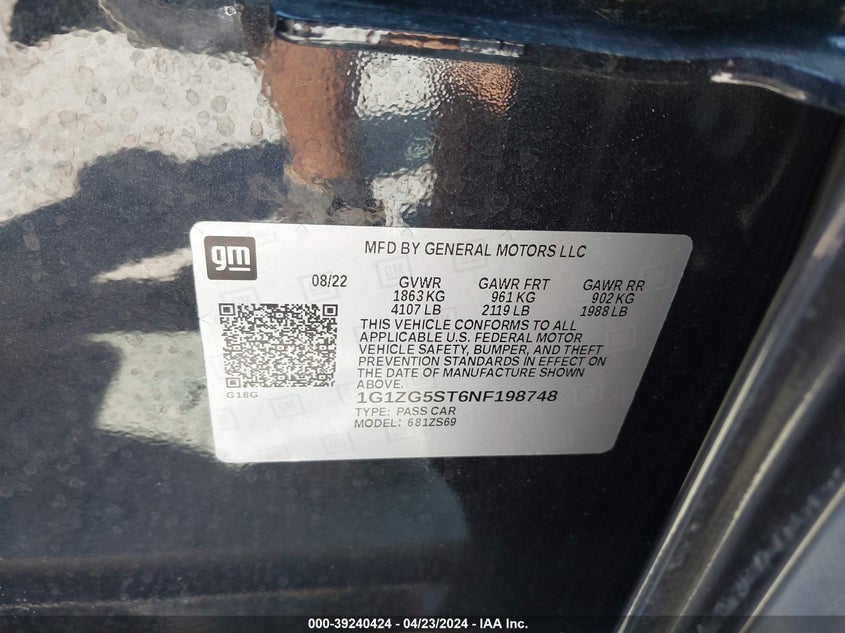 gm
MFD BY GENERAL MOTORS LLC
08/22
GVWR GAWR FRT GAWR RR
1863 KG 961 KG 902 KG
4107 LB 2119 LB 1988 LB
THIS VEHICLE CONFORMS TO ALL
APPLICABLE U.S. FEDERAL MOTOR
VEHICLE SAFETY, BUMPER, AND THEFT
PREVENTION STANDARDS IN EFFECT ON
THE DATE OF MANUFACTURE SHOWN
ABOVE.
G18G
1G1ZG5ST6NF198748
TYPE: PASS CAR
MODEL: 681ZS69
000-39240424 / 04/23/2024 - IAA Inc.